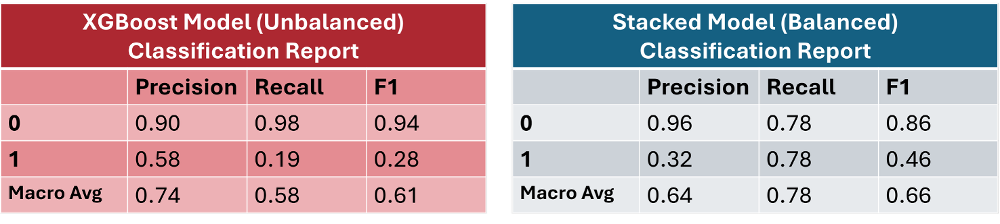 XGBoost Model (Unbalanced)
Classification Report
Precision Recall F1
0 0.90 0.98 0.94
1 0.58 0.19 0.28
Macro Avg 0.74 0.58 0.61
Stacked Model (Balanced)
Classification Report
Precision Recall F1
0 0.96 0.78 0.86
1 0.32 0.78 0.46
Macro Avg 0.64 0.78 0.66